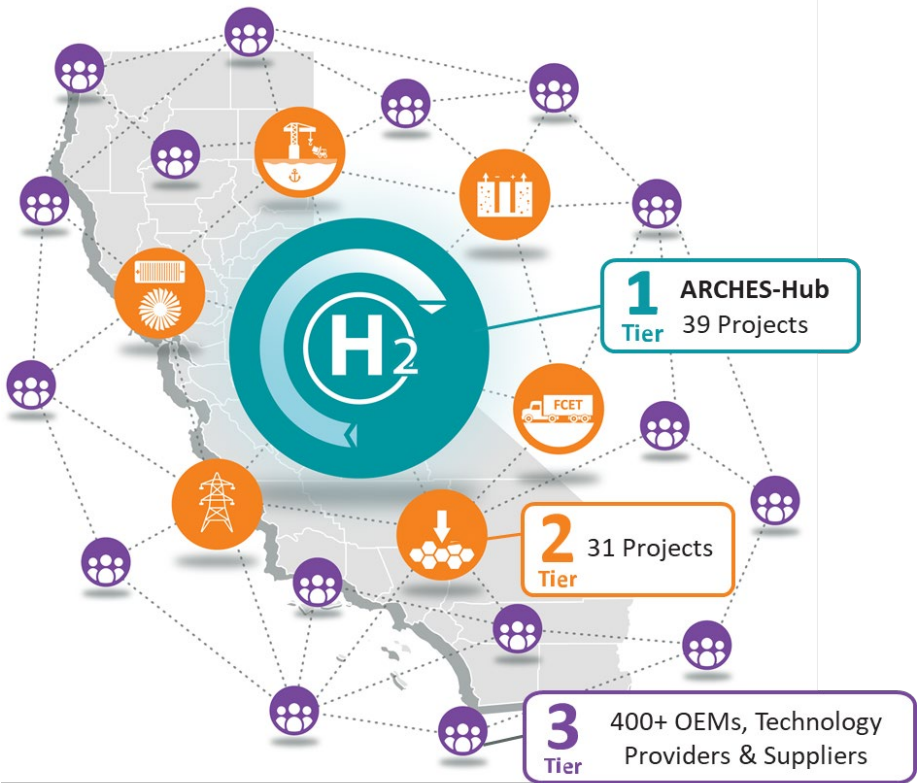 H2
1
Tier
ARCHES-Hub
39 Projects
FCET
2
Tier
31 Projects
3
Tier
400+ OEMs, Technology
Providers & Suppliers